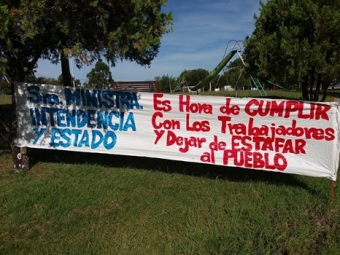 Sra. MINISTRA:
INTENDENCIA
Y ESTADO
Es Hora de CUMPLIR
Con Los Trabajadores
Y Dejar de ESTAFAR
al PUEBLO